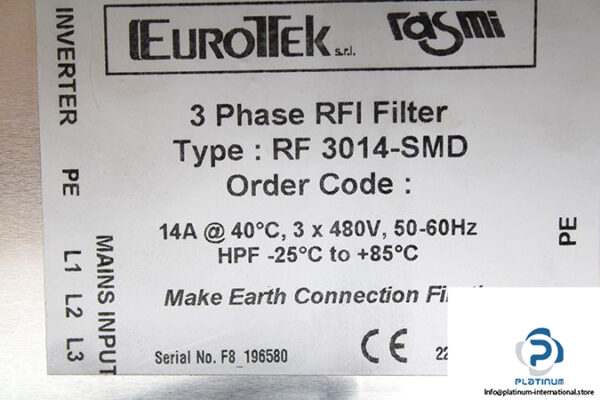 EUROTEK s.r.l. rasmi
3 Phase RFI Filter
Type : RF 3014-SMD
Order Code :
14A @ 40°C, 3 x 480V, 50-60Hz
HPF -25°C to +85°C
Make Earth Connection
Serial No. F8_196580 CE 22
INVERTER
PE
MAINS INPUT
L1 L2 L3
PE
PLATINUM
Info@platinum-international.store